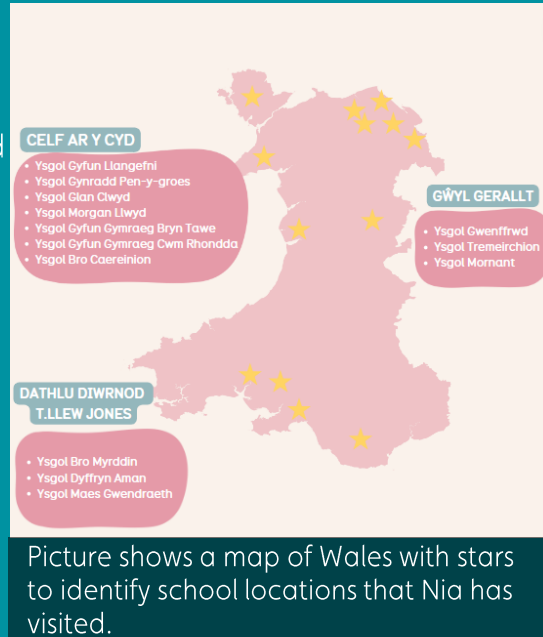 CELF AR Y CYD
• Ysgol Gyfun Llangefni
• Ysgol Gynradd Pen-y-groes
• Ysgol Glan Clwyd
• Ysgol Morgan Llwyd
• Ysgol Gyfun Gymraeg Bryn Tawe
• Ysgol Gyfun Gymraeg Cwm Rhondda
• Ysgol Bro Caereinion
GŴYL GERALLT
• Ysgol Gwenffrwd
• Ysgol Tremeirchion
• Ysgol Mornant
DATHLU DIWRNOD
T.LLEW JONES
• Ysgol Bro Myrddin
• Ysgol Dyffryn Aman
• Ysgol Maes Gwendraeth
Picture shows a map of Wales with stars
to identify school locations that Nia has
visited.